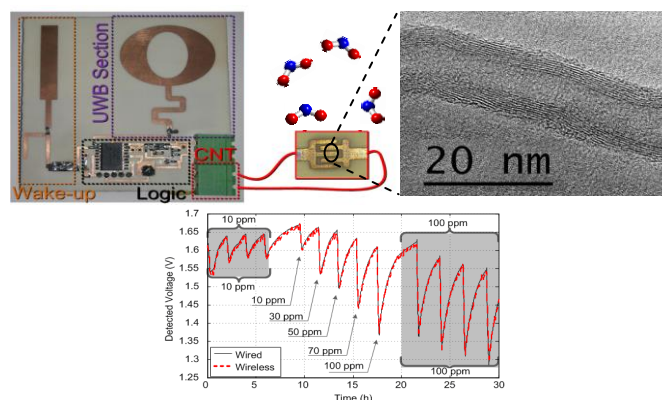 UWB Section
CNT
Wake-up
Logic
20 nm
1.7
1.65
1.6
1.55
1.5
1.45
1.4
1.35
1.3
1.25
Detected Voltage (V)
10 ppm
10 ppm
10 ppm
30 ppm
50 ppm
70 ppm
100 ppm
100 ppm
100 ppm
Wired
Wireless
0 5 10 15 20 25 30
Time (h)